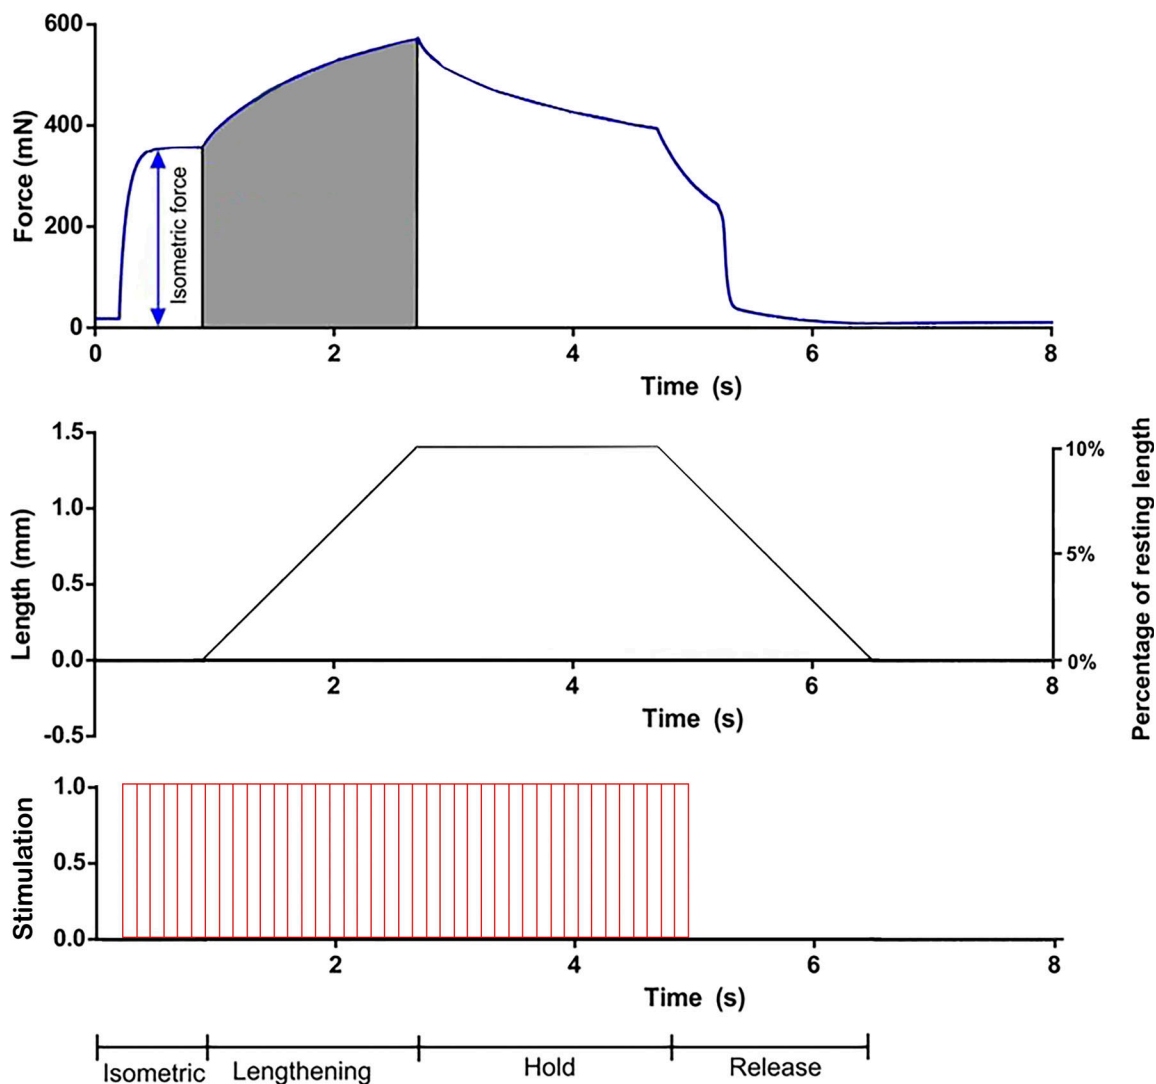 600
400
200
0
Force (mN)
Isometric force
0 2 4 6 8
Time (s)
1.5
1.0
0.5
0.0
-0.5
Length (mm)
10%
5%
0%
Percentage of resting length
2 4 6 8
Time (s)
1.0
0.5
0.0
Stimulation
2 4 6 8
Time (s)
Isometric Lengthening Hold Release